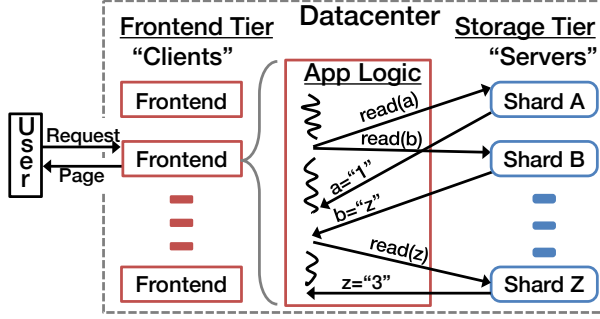 Datacenter
Frontend Tier
“Clients”
Storage Tier
“Servers”
App Logic
Frontend
Frontend
Frontend
User
Request
Page
read(a)
read(b)
a=“1”
b=“z”
read(z)
z=“3”
Shard A
Shard B
Shard Z